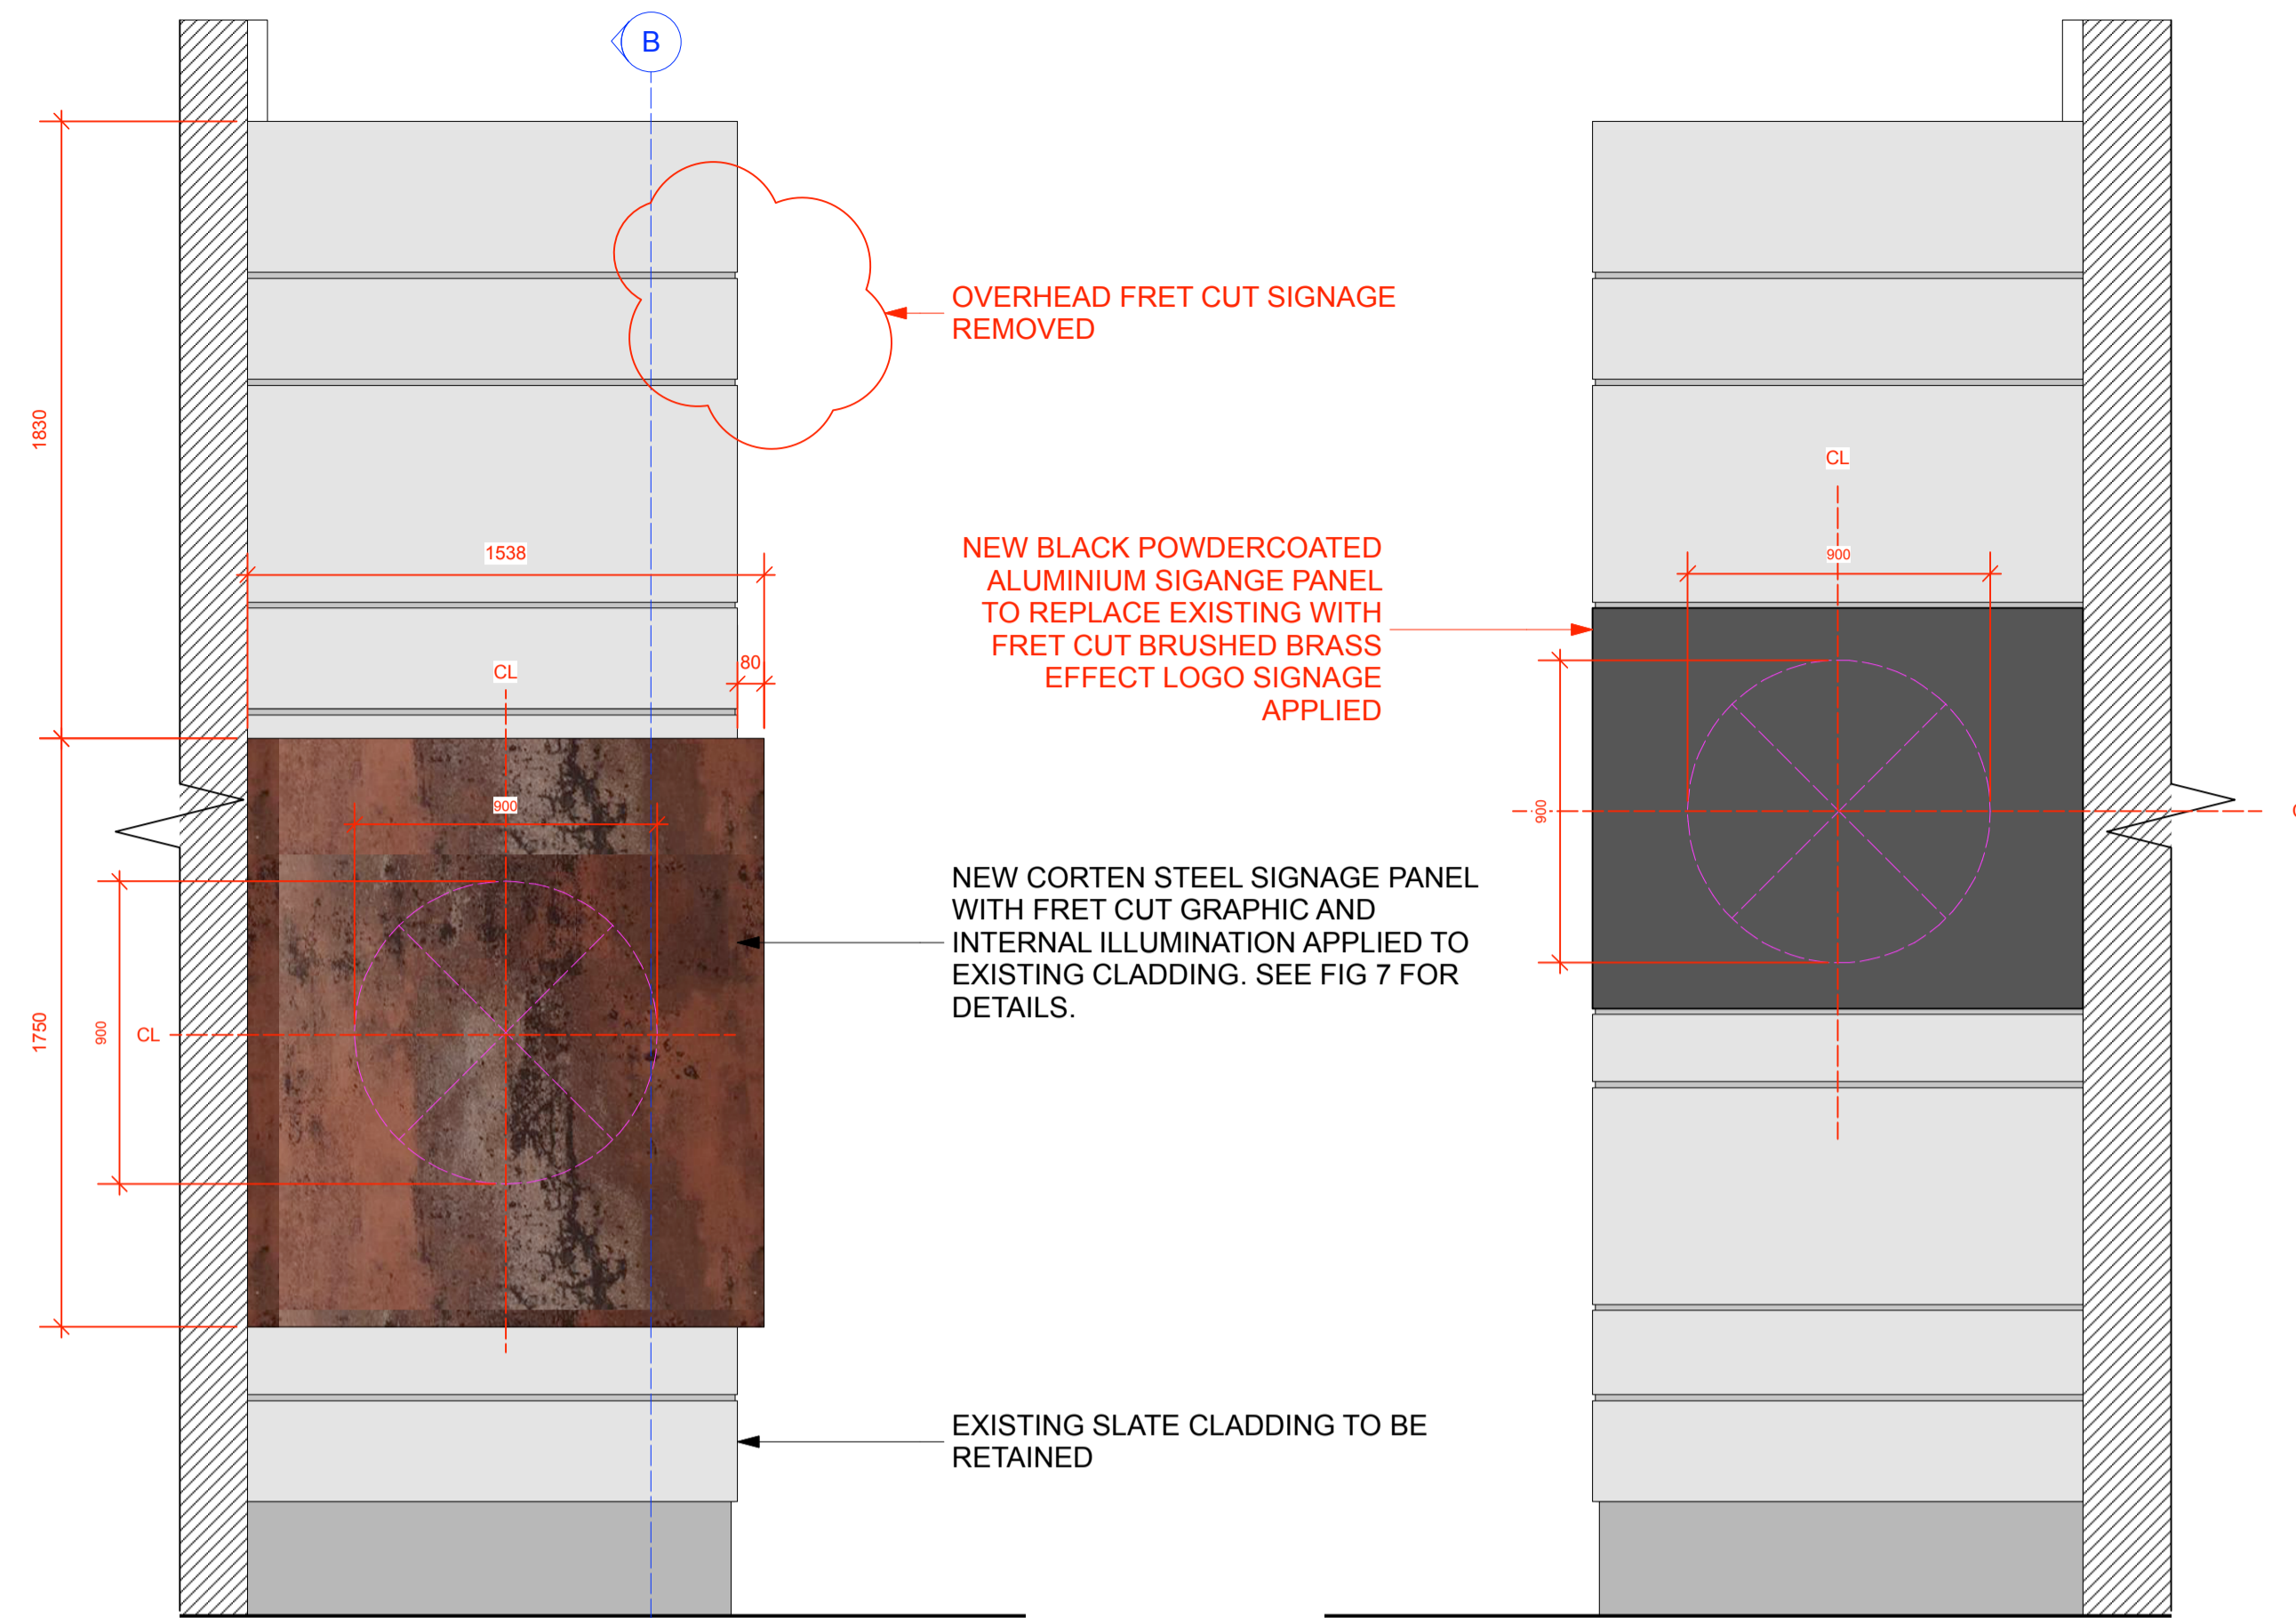 B
OVERHEAD FRET CUT SIGNAGE
REMOVED
1830
1538
80
CL
900
900
CL
1750
NEW BLACK POWDERCOATED
ALUMINIUM SIGANGE PANEL
TO REPLACE EXISTING WITH
FRET CUT BRUSHED BRASS
EFFECT LOGO SIGNAGE
APPLIED
CL
900
900
NEW CORTEN STEEL SIGNAGE PANEL
WITH FRET CUT GRAPHIC AND
INTERNAL ILLUMINATION APPLIED TO
EXISTING CLADDING. SEE FIG 7 FOR
DETAILS.
EXISTING SLATE CLADDING TO BE
RETAINED